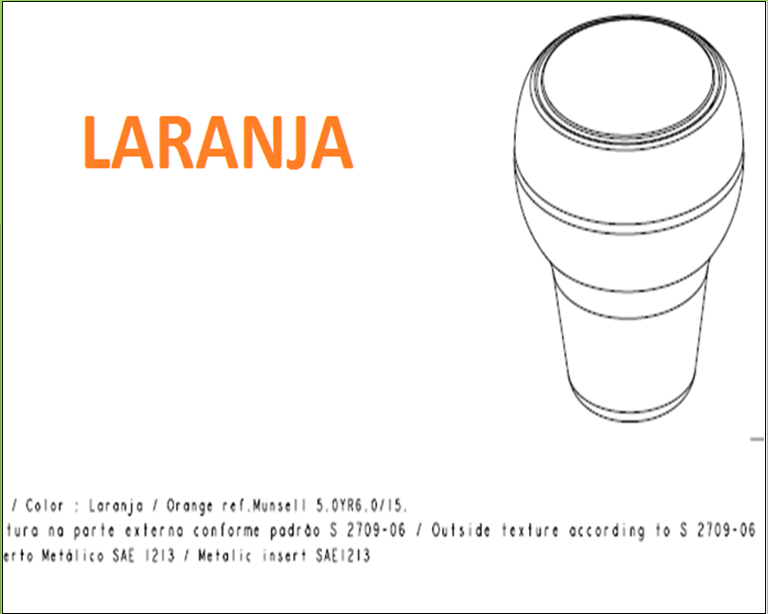 LARANJA
/ Color : Laranja / Orange ref.Munsell 5.0YR6.0/15.
tura na parte externa conforme padrão S 2709-06 / Outside texture according to S 2709-06
erto Metálico SAE 1213 / Metalic insert SAE1213